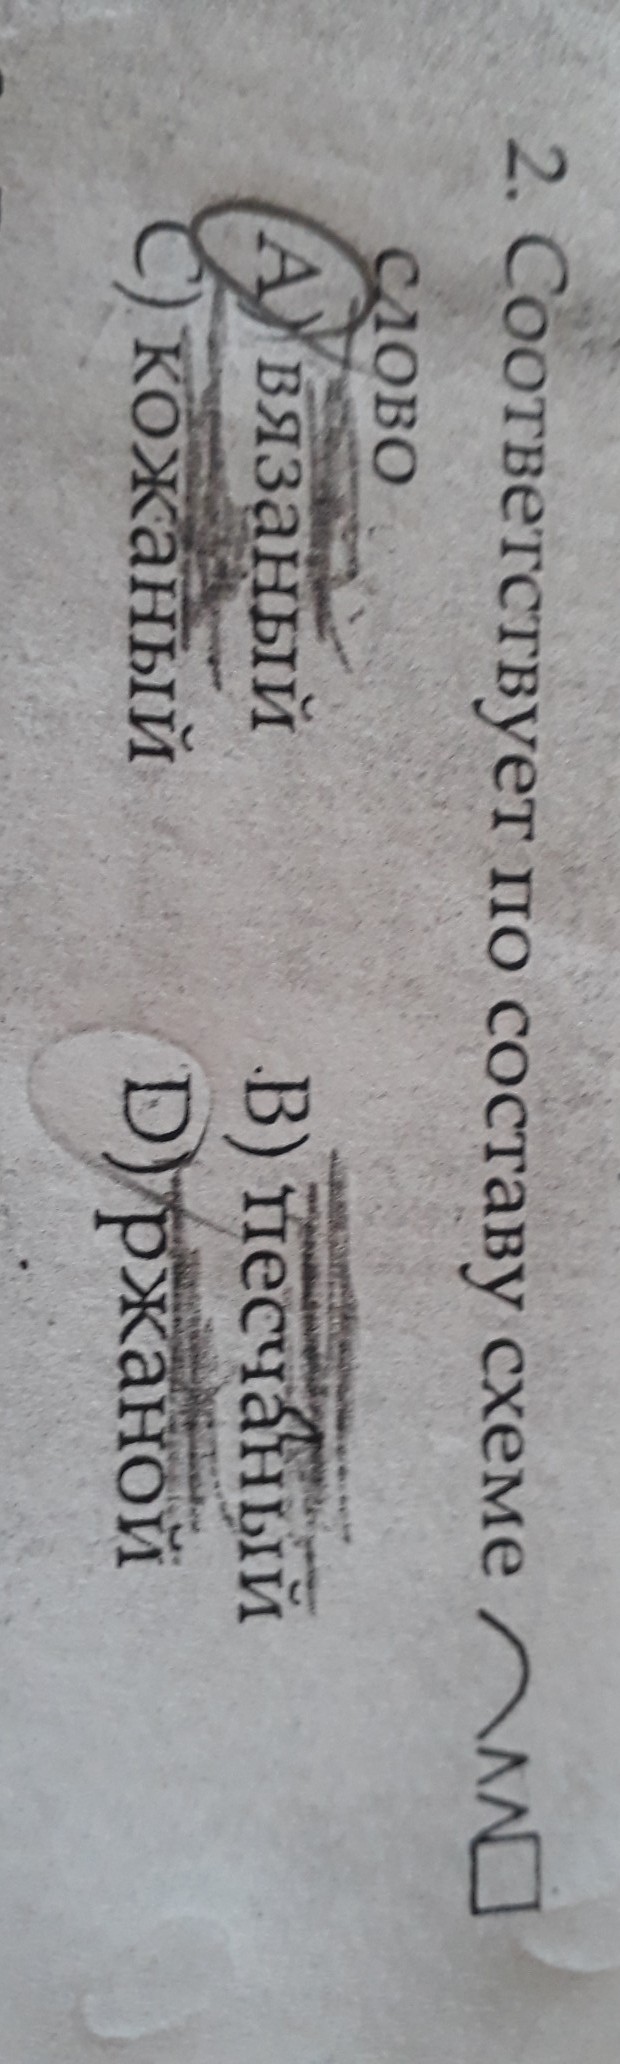 2. Соответствует по составу схеме
слово
A) вязаный B) песчаный
C) кожаный D) ржаной